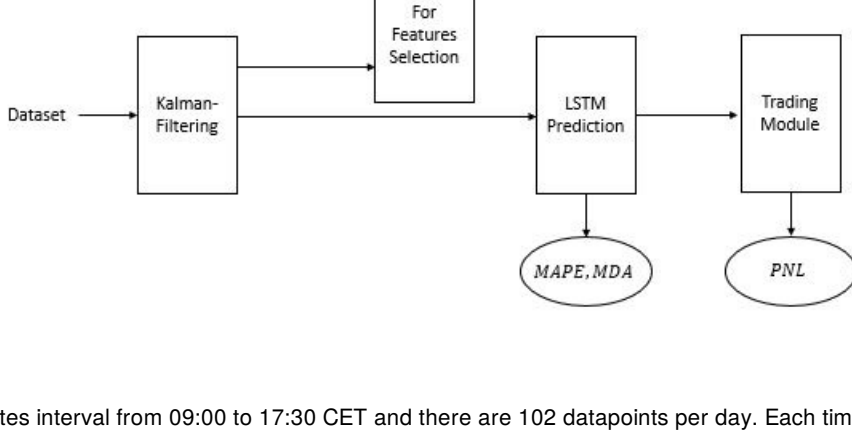 For
Features
Selection
Dataset
Kalman-
Filtering
LSTM
Prediction
Trading
Module
MAPE, MDA
PNL
tes interval from 09:00 to 17:30 CET and there are 102 datapoints per day. Each tim